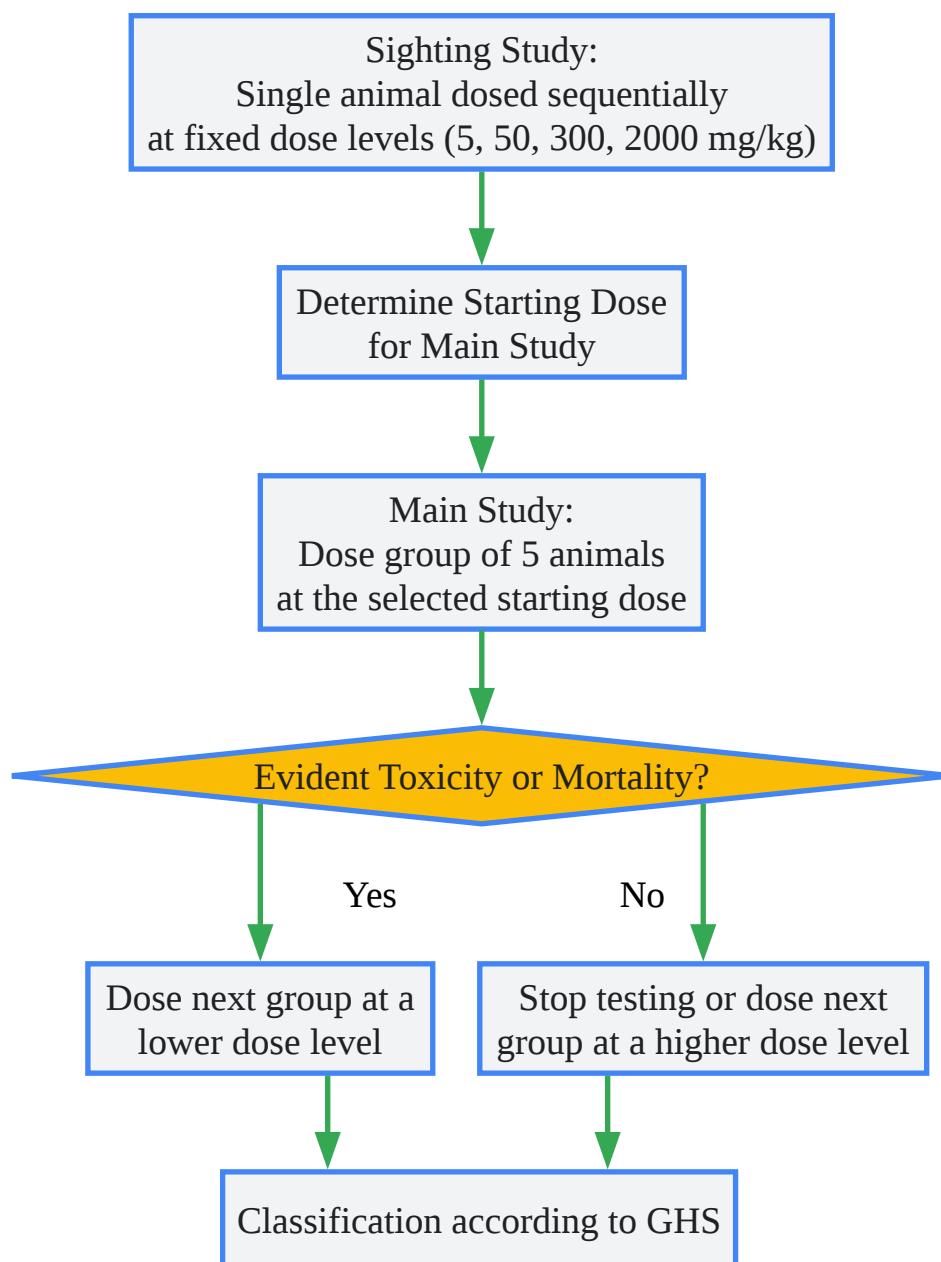 Sighting Study:
Single animal dosed sequentially
at fixed dose levels (5, 50, 300, 2000 mg/kg)
Determine Starting Dose
for Main Study
Main Study:
Dose group of 5 animals
at the selected starting dose
Evident Toxicity or Mortality?
Yes
No
Dose next group at a
lower dose level
Stop testing or dose next
group at a higher dose level
Classification according to GHS